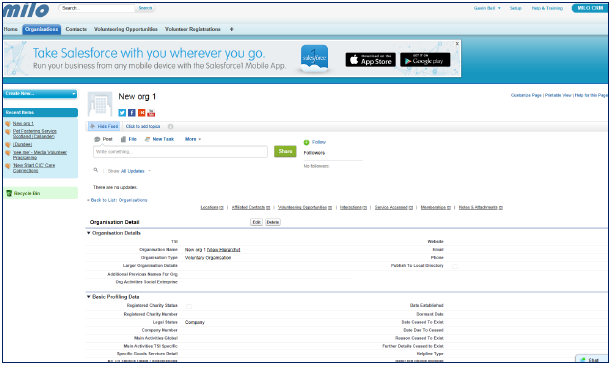 milo
Search...
Search
Gavin Bell
Setup
Help & Training
MILO CRM
Home
Organisations
Contacts
Volunteering Opportunities
Volunteer Registrations
+
Take Salesforce with you wherever you go.
Run your business from any mobile device with the Salesforce1 Mobile App.
salesforce
Download on the
App Store
GET IT ON
Google play
x
Create New...
Recent Items
New org 1
Pet Fostering Service
Scotland (Calander)
(Dundee)
'see me' - Media Volunteer
Programme
'New Start CIC' Care
Connections
Recycle Bin
New org 1
Customize Page | Printable View | Help for this Page
Hide Feed
Click to add topics
Post
File
New Task
More
Write something...
Share
Follow
Followers
No followers.
Show All Updates
There are no updates.
« Back to List: Organisations
Locations [0] | Affiliated Contacts [0] | Volunteering Opportunities [0] | Interactions [0] | Service Accessed [0] | Memberships [0] | Notes & Attachments [0]
Organisation Detail
Edit
Delete
Organisation Details
TSI
Website
Organisation Name New org 1 [View Hierarchy]
Email
Organisation Type Voluntary Organisation
Phone
Larger Organisation Details
Publish To Local Directory
Additional Previous Names For Org
Org Activities Social Enterprise
Basic Profiling Data
Registered Charity Status
Date Established
Registered Charity Number
Dormant Date
Legal Status Company
Date Ceased To Exist
Company Number
Date Due To Cease
Main Activities Global
Reason Ceased To Exist
Main Activities TSI Specific
Further Details Ceased to Exist
Specific Goods Services Detail
Helpline Type
Chat